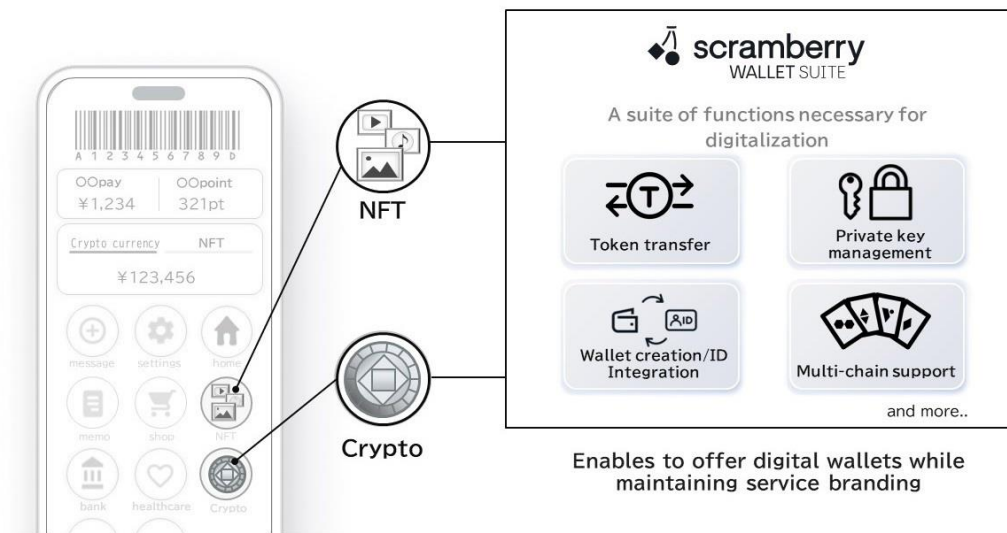 A 1 2 3 4 5 6 7 8 9 D
OOpay
OOpoint
¥1,234
321pt
Crypto currency
NFT
¥123,456
message
settings
home
memo
shop
NFT
bank
healthcare
Crypto
NFT
Crypto
scramberry
WALLET SUITE
A suite of functions necessary for
digitalization
Token transfer
Private key
management
ID
Wallet creation/ID
Integration
Multi-chain support
and more..
Enables to offer digital wallets while
maintaining service branding